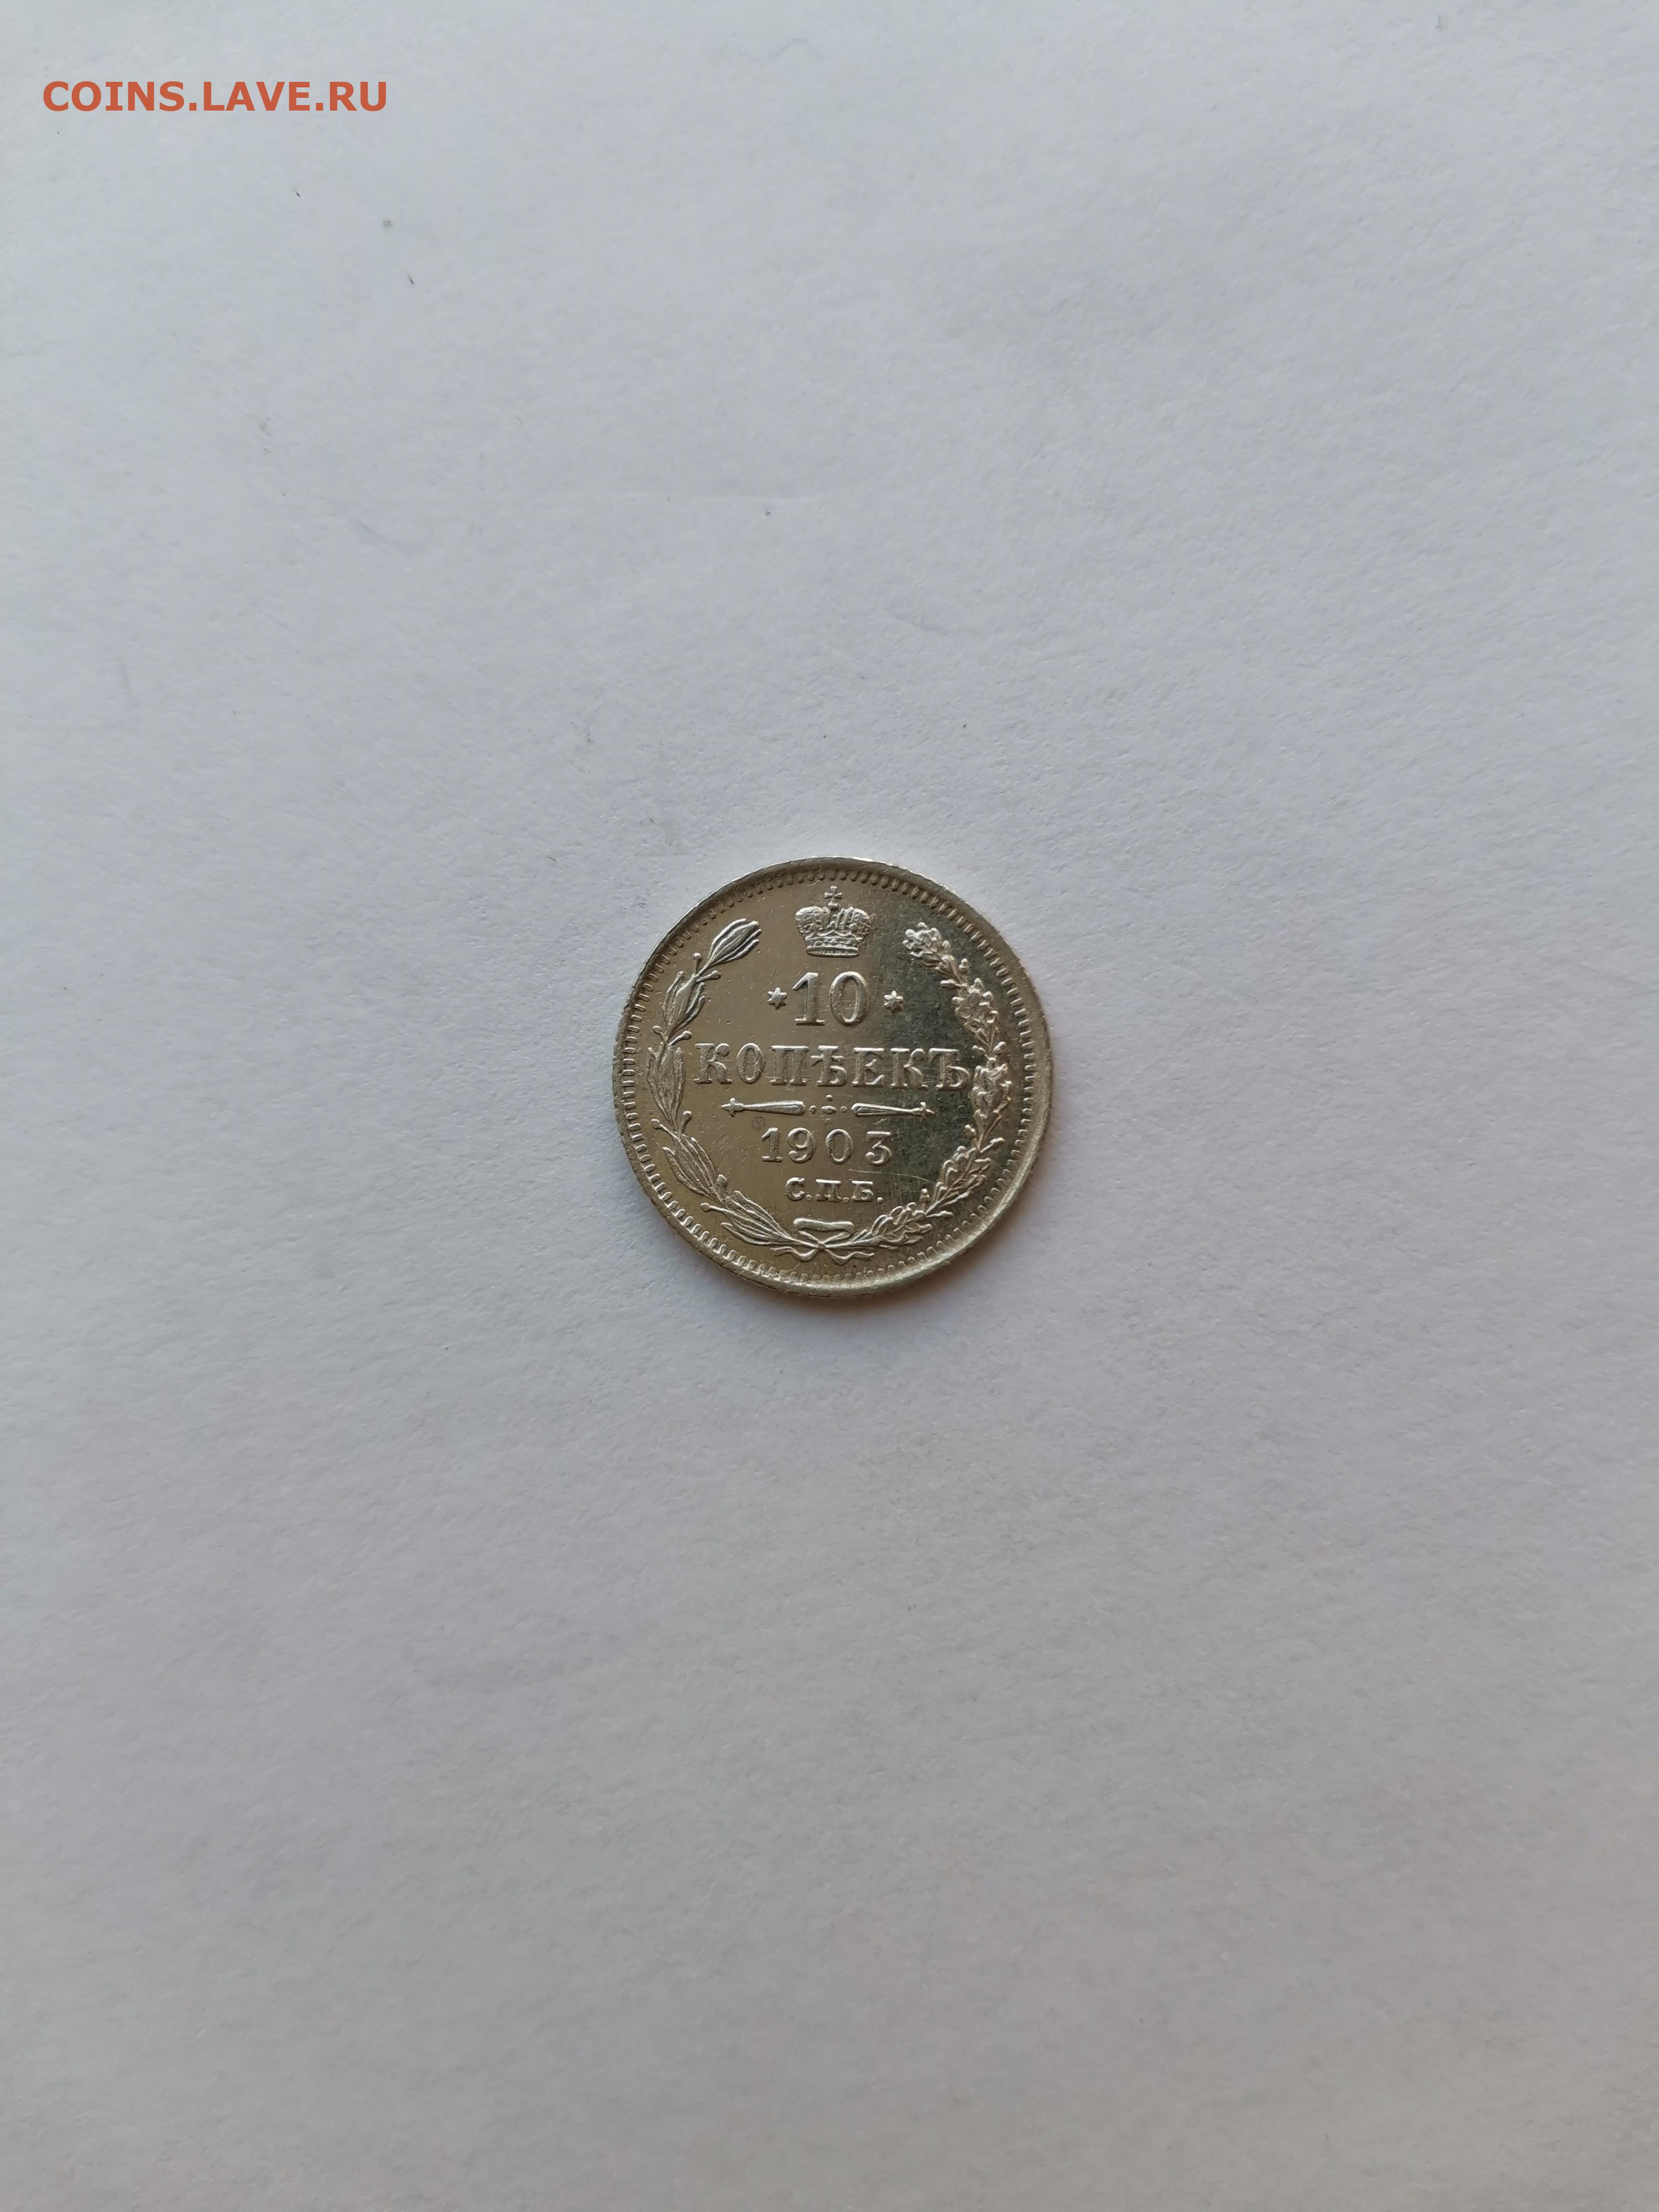 COINS.LAVE.RU
* 10 *
КОПѢЕКЪ
1903
С.П.Б.